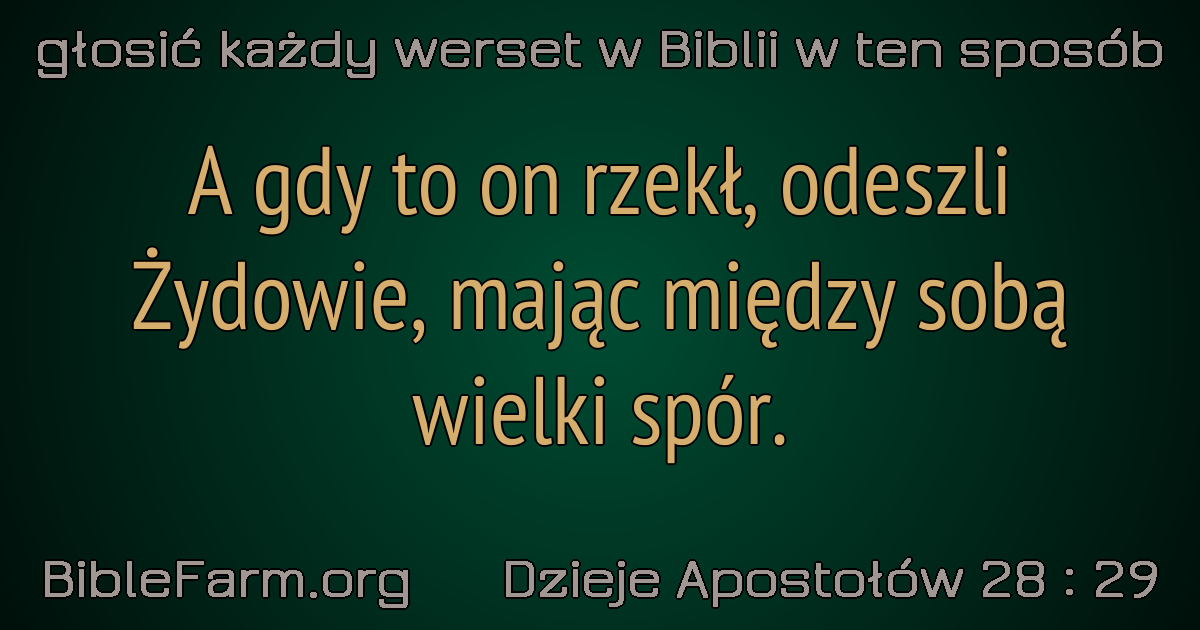 głosić każdy werset w Biblii w ten sposób
A gdy to on rzekł, odeszli
Żydowie, mając między sobą
wielki spór.
BibleFarm.org Dzieje Apostołów 28 : 29